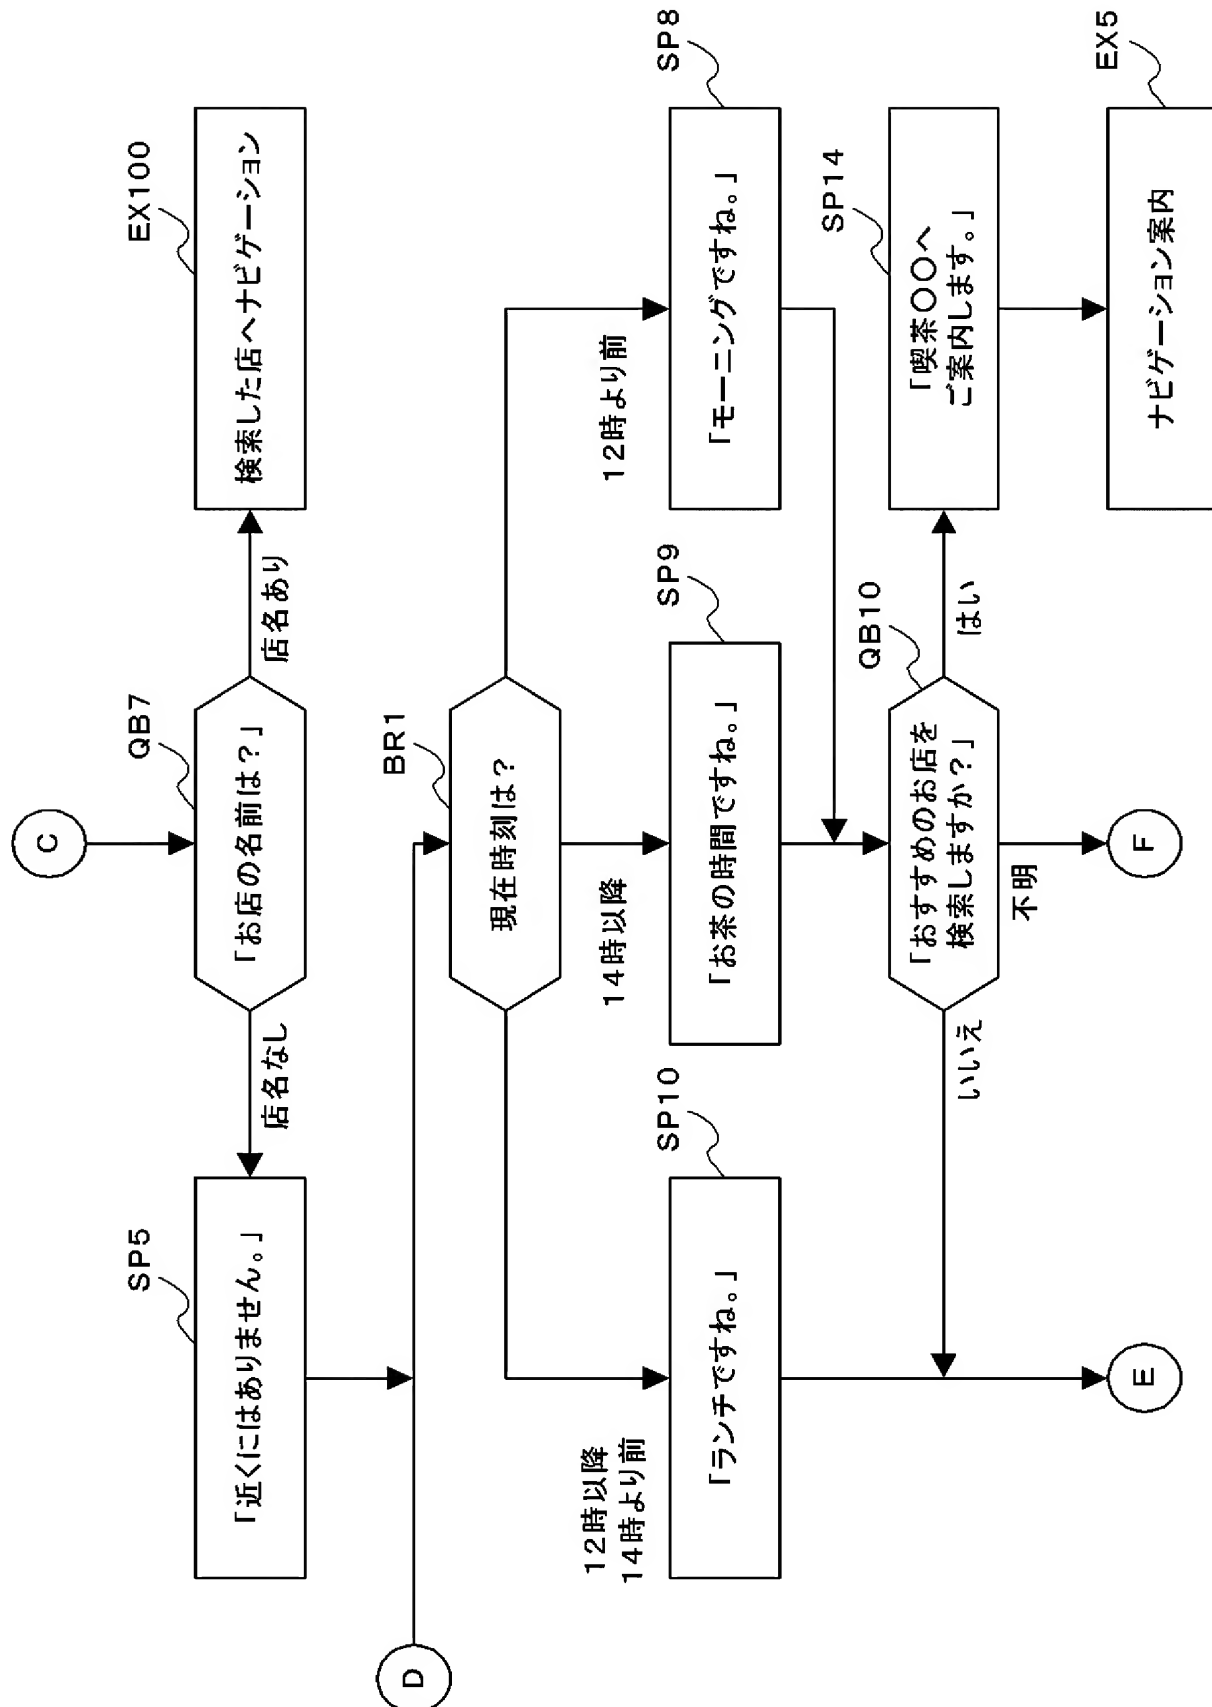 C
QB7
「お店の名前は？」
店名あり
EX100
検索した店へナビゲーション
店名なし
SP5
「近くにはありません。」
D
BR1
現在時刻は？
12時以降
14時より前
SP10
「ランチですね。」
14時以降
SP9
「お茶の時間ですね。」
12時より前
SP8
「モーニングですね。」
QB10
「おすすめのお店を
検索しますか？」
いいえ
不明
はい
SP14
「喫茶〇〇へ
ご案内します。」
EX5
ナビゲーション案内
E
F